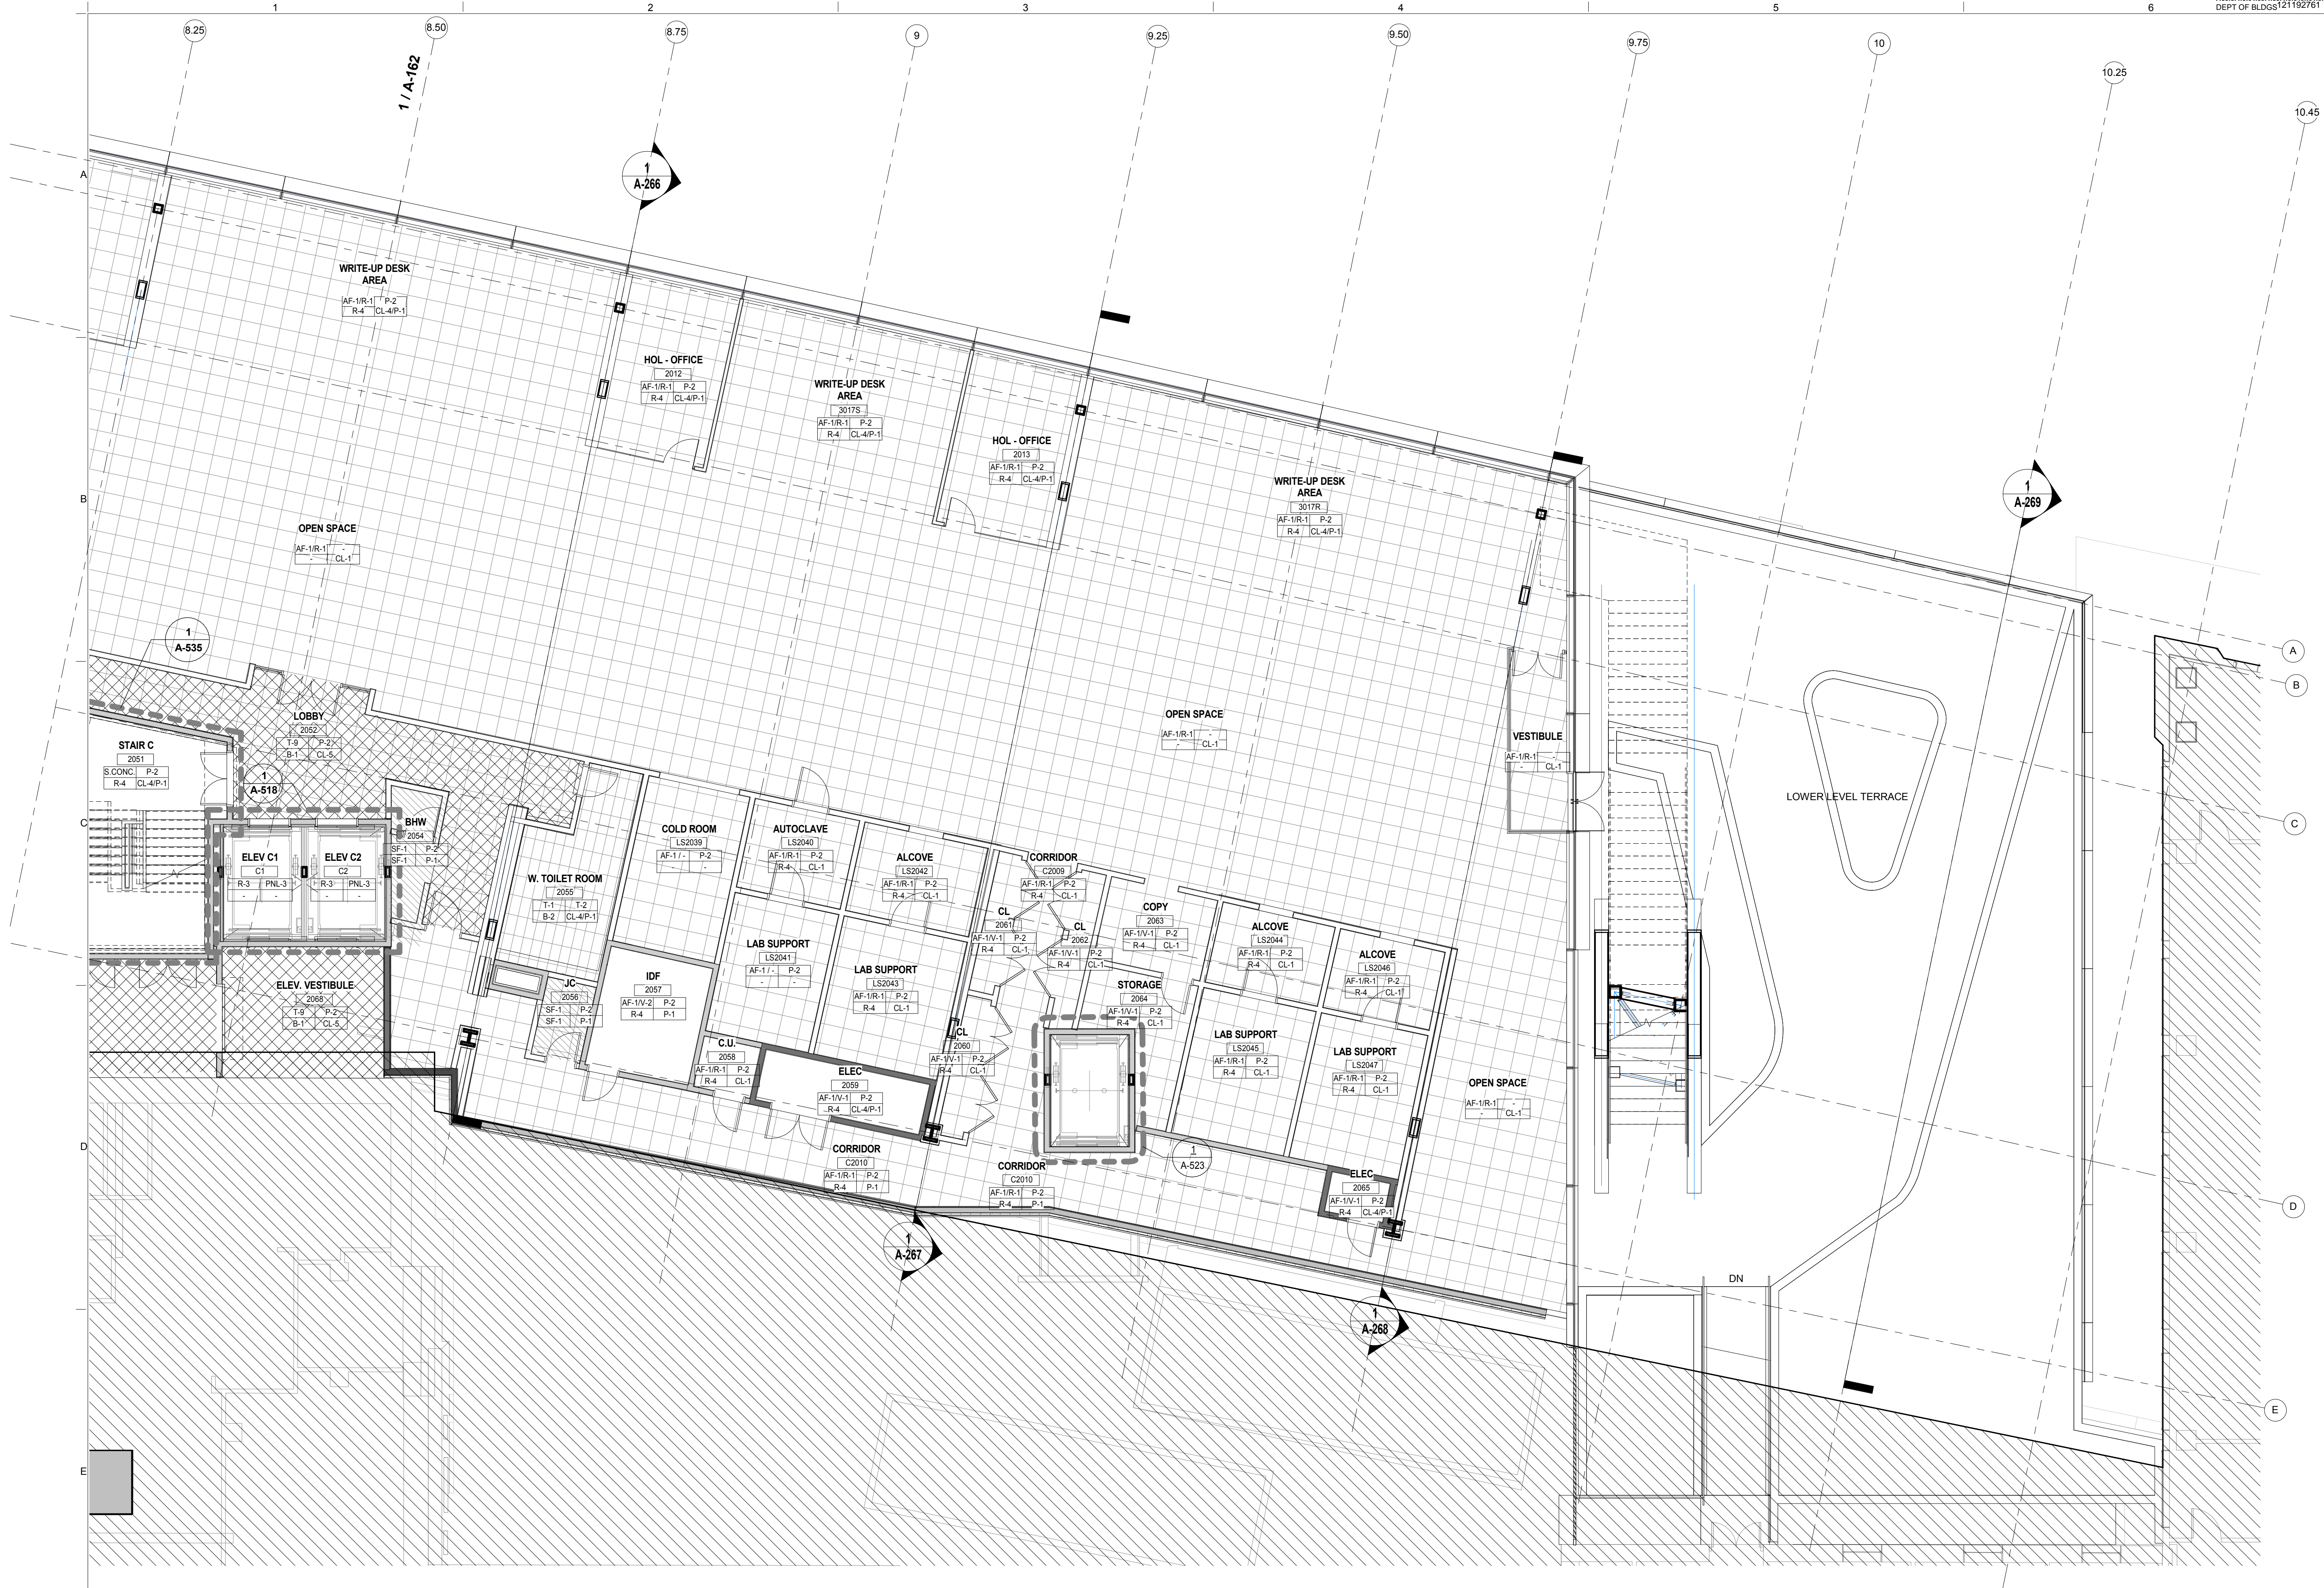 1
2
3
4
5
6
DEPT OF BLDGS 121192761
8.25
8.50
8.75
9
9.25
9.50
9.75
10
10.25
10.45
1 / A-162
A
B
C
D
E
1
A-266
WRITE-UP DESK
AREA
AF-1/R-1 P-2
R-4 CL-4/P-1
HOL - OFFICE
2012
AF-1/R-1 P-2
R-4 CL-4/P-1
WRITE-UP DESK
AREA
3017S
AF-1/R-1 P-2
R-4 CL-4/P-1
HOL - OFFICE
2013
AF-1/R-1 P-2
R-4 CL-4/P-1
WRITE-UP DESK
AREA
3017R
AF-1/R-1 P-2
R-4 CL-4/P-1
1
A-269
OPEN SPACE
AF-1/R-1 -
- CL-1
1
A-535
LOBBY
2052
T-9 P-2
B-1 CL-5
STAIR C
2051
S.CONC. P-2
R-4 CL-4/P-1
1
A-518
OPEN SPACE
AF-1/R-1 -
- CL-1
VESTIBULE
AF-1/R-1 -
- CL-1
LOWER LEVEL TERRACE
A
B
C
D
E
BHW
2054
SF-1 P-2
SF-1 P-1
ELEV C1
C1
R-3 PNL-3
- -
ELEV C2
C2
R-3 PNL-3
- -
W. TOILET ROOM
2055
T-1 T-2
B-2 CL-4/P-1
COLD ROOM
LS2039
AF-1 / - P-2
- -
AUTOCLAVE
LS2040
AF-1/R-1 P-2
R-4 CL-1
ALCOVE
LS2042
AF-1/R-1 P-2
R-4 CL-1
CORRIDOR
C2009
AF-1/R-1 P-2
R-4 CL-1
CL
2061
AF-1/V-1 P-2
R-4 CL-1
CL
2062
AF-1/V-1 P-2
R-4 CL-1
COPY
2063
AF-1/V-1 P-2
R-4 CL-1
ALCOVE
LS2044
AF-1/R-1 P-2
R-4 CL-1
ALCOVE
LS2046
AF-1/R-1 P-2
R-4 CL-1
ELEV. VESTIBULE
2068
T-9 P-2
B-1 CL-5
JC
2056
SF-1 P-2
SF-1 P-1
IDF
2057
AF-1/V-2 P-2
R-4 P-1
LAB SUPPORT
LS2041
AF-1 / - P-2
- -
LAB SUPPORT
LS2043
AF-1/R-1 P-2
R-4 CL-1
STORAGE
2064
AF-1/V-1 P-2
R-4 CL-1
LAB SUPPORT
LS2045
AF-1/R-1 P-2
R-4 CL-1
LAB SUPPORT
LS2047
AF-1/R-1 P-2
R-4 CL-1
OPEN SPACE
AF-1/R-1 -
- CL-1
C.U.
2058
AF-1/R-1 P-2
R-4 CL-1
ELEC
2059
AF-1/V-1 P-2
R-4 CL-4/P-1
CL
2060
AF-1/V-1 P-2
R-4 CL-1
CORRIDOR
C2010
AF-1/R-1 P-2
R-4 P-1
CORRIDOR
C2010
AF-1/R-1 P-2
R-4 P-1
1
A-523
ELEC
2065
AF-1/V-1 P-2
R-4 CL-4/P-1
1
A-267
1
A-268
DN